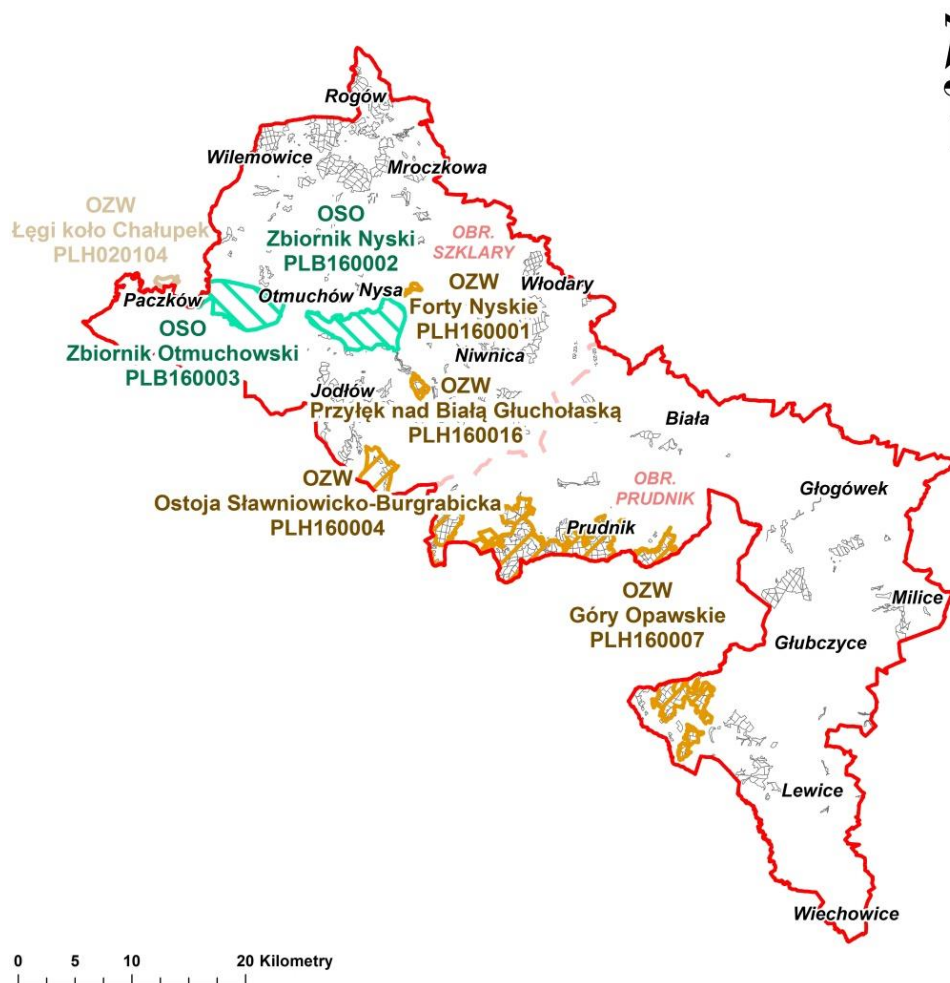 Rogów
Wilemowice
Mroczkowa
OZW
Łęgi koło Chałupek
PLH020104
OSO
Zbiornik Nyski
PLB160002
OBR.
SZKLARY
Paczków
Otmuchów
Nysa
OZW
Forty Nyskie
PLH160001
Włodary
OSO
Zbiornik Otmuchowski
PLB160003
Niwnica
Jodłów
OZW
Przyłęk nad Białą Głuchołaską
PLH160016
Biała
OZW
Ostoja Sławniowicko-Burgrabicka
PLH160004
OBR.
PRUDNIK
Głogówek
Prudnik
OZW
Góry Opawskie
PLH160007
Milice
Głubczyce
Lewice
Wiechowice
0 5 10 20 Kilometry